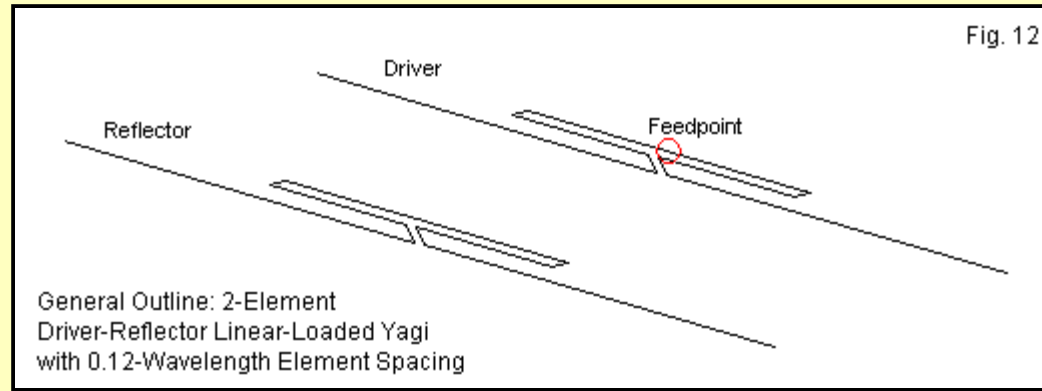 Fig. 12
Driver
Feedpoint
Reflector
General Outline: 2-Element
Driver-Reflector Linear-Loaded Yagi
with 0.12-Wavelength Element Spacing